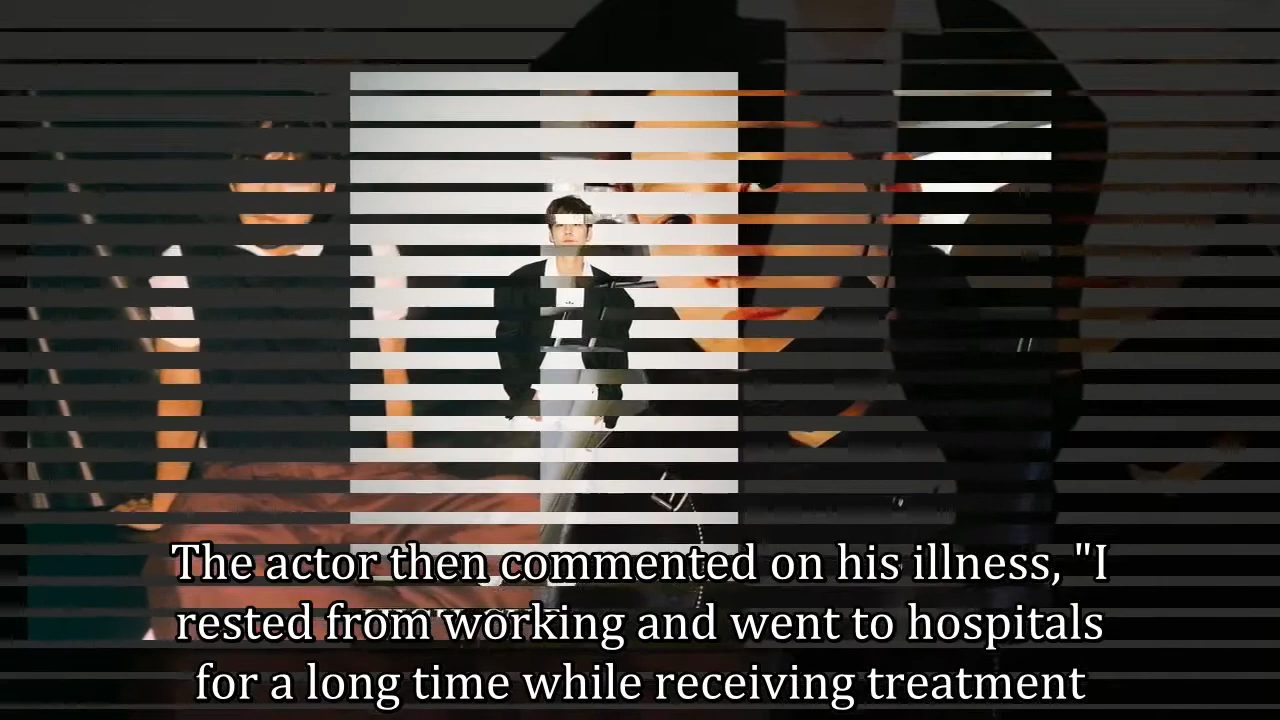 The actor then commented on his illness, "I
rested from working and went to hospitals
for a long time while receiving treatment